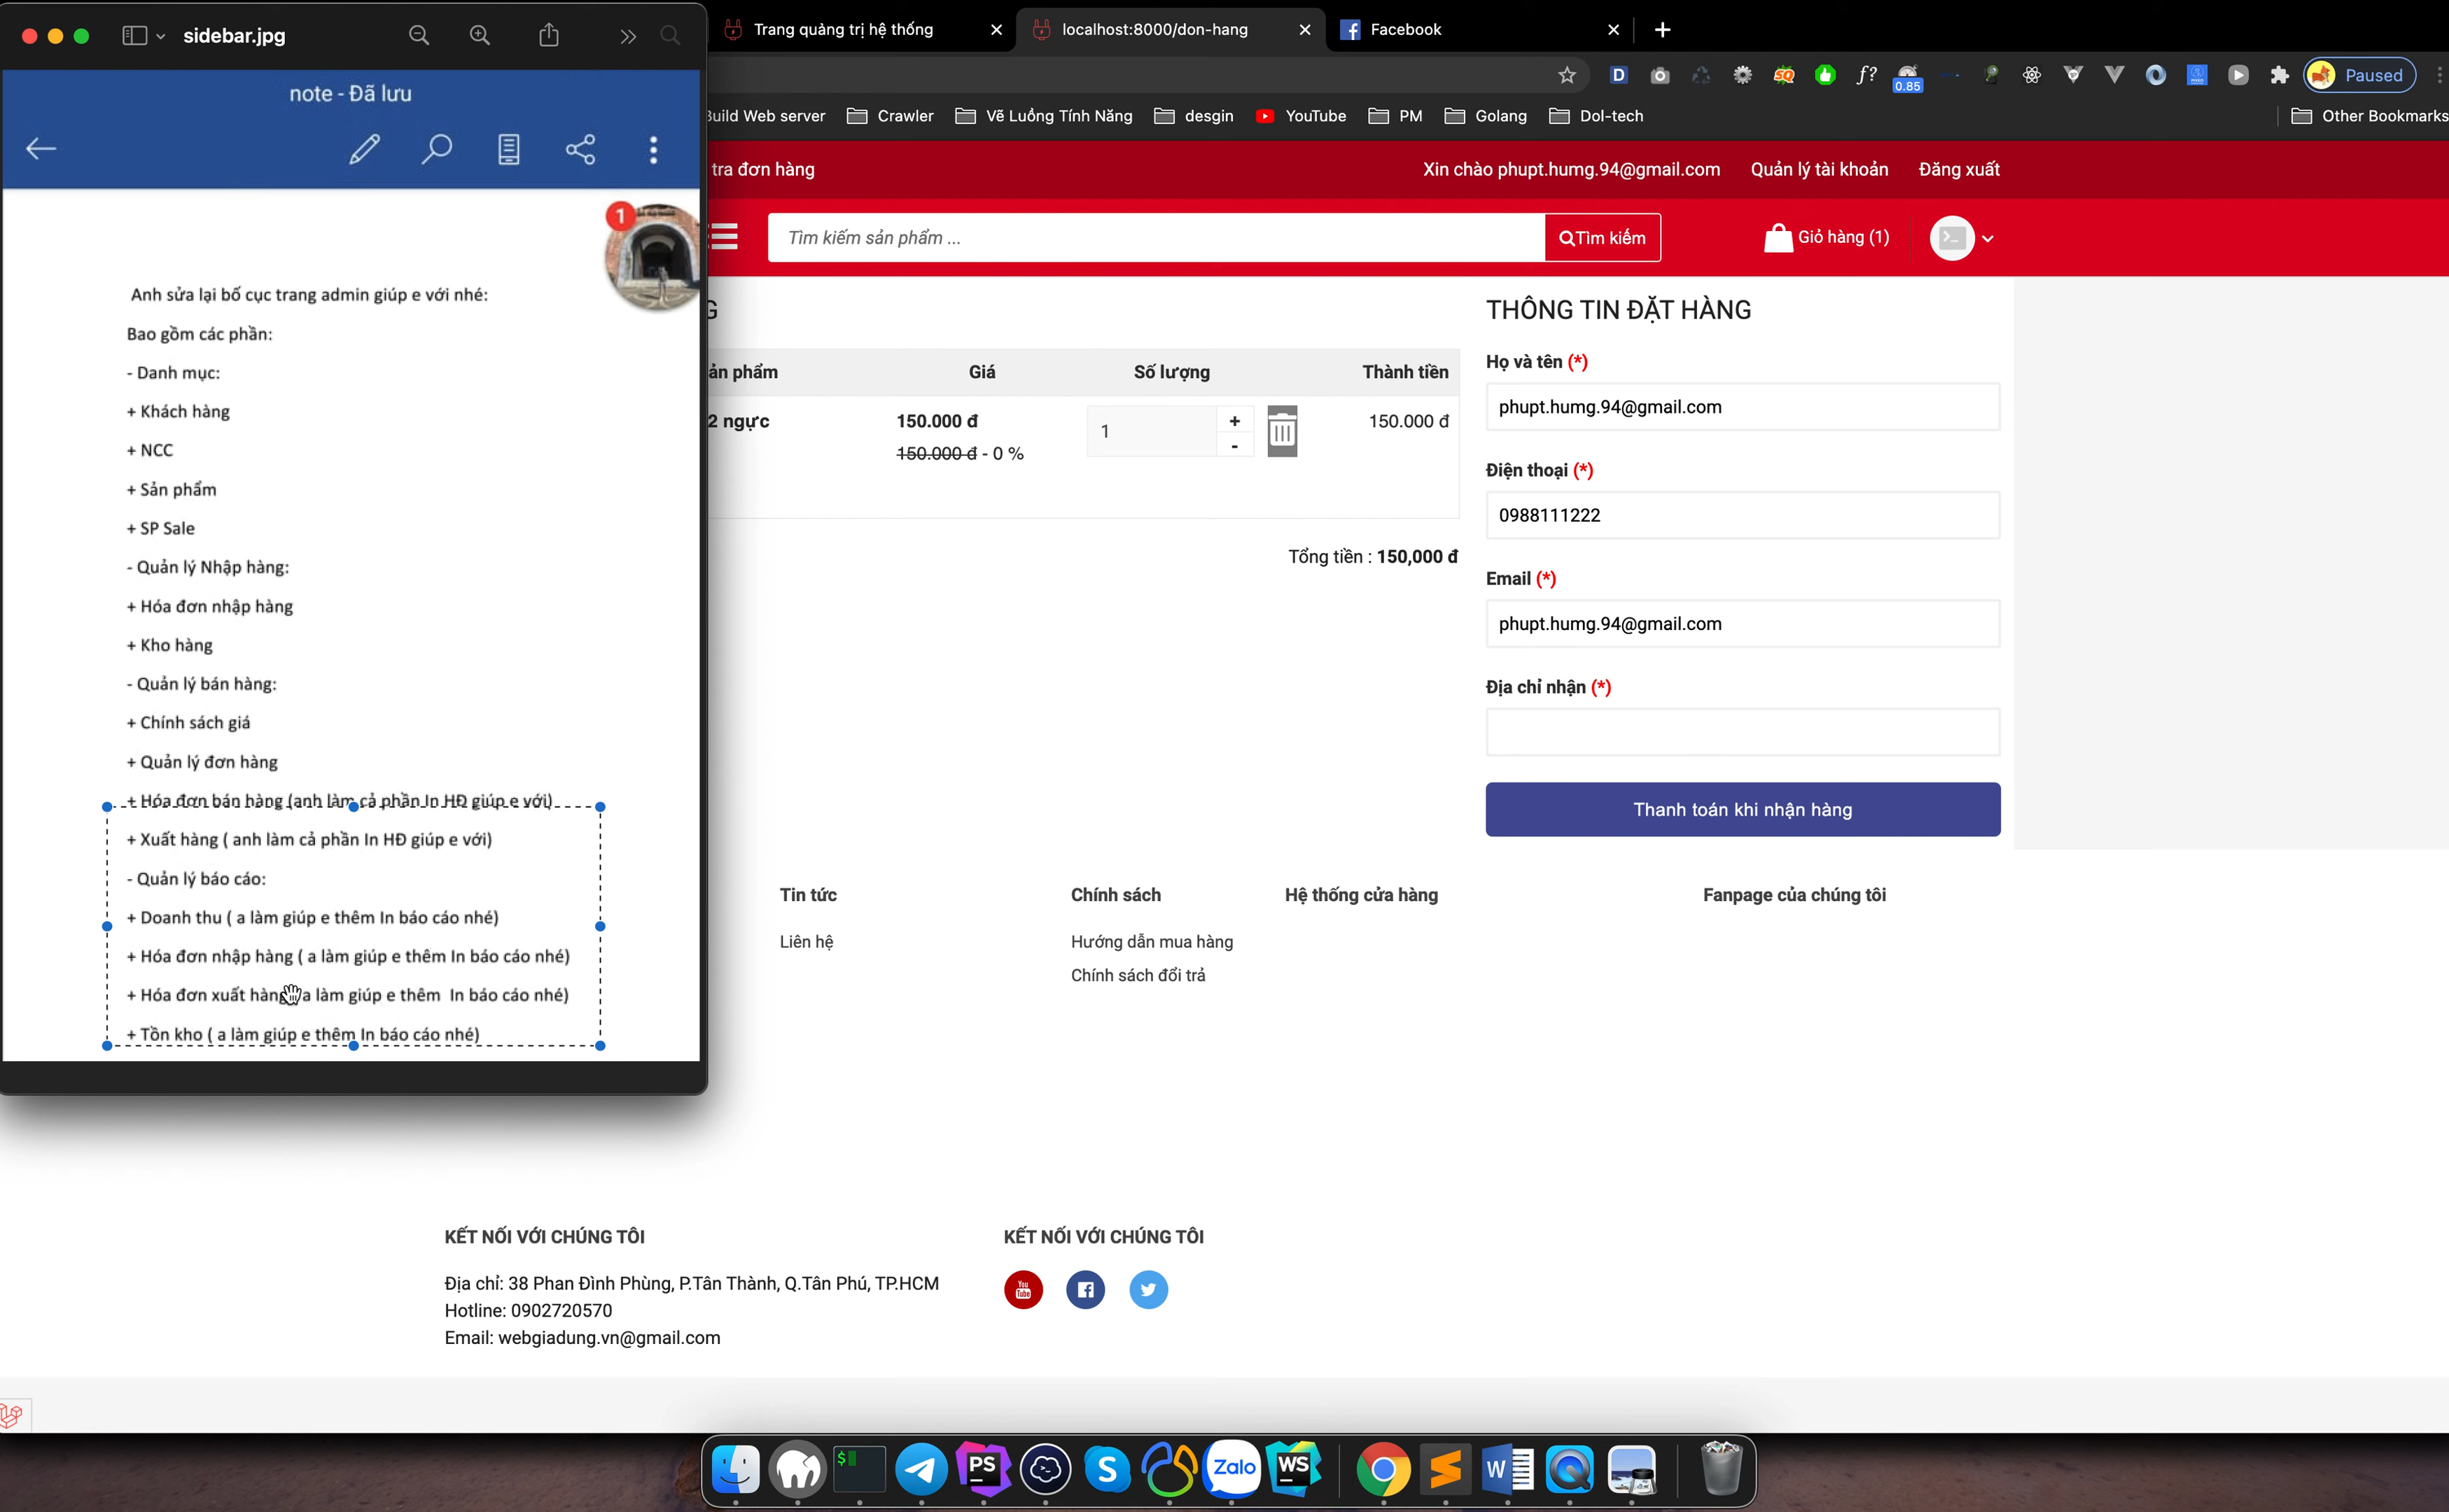 sidebar.jpg
note - Đã lưu
1
Anh sửa lại bố cục trang admin giúp e với nhé:
Bao gồm các phần:
- Danh mục:
+ Khách hàng
+ NCC
+ Sản phẩm
+ SP Sale
- Quản lý Nhập hàng:
+ Hóa đơn nhập hàng
+ Kho hàng
- Quản lý bán hàng:
+ Chính sách giá
+ Quản lý đơn hàng
+ Hóa đơn bán hàng (anh làm cả phần In HĐ giúp e với)
+ Xuất hàng ( anh làm cả phần In HĐ giúp e với)
- Quản lý báo cáo:
+ Doanh thu ( a làm giúp e thêm In báo cáo nhé)
+ Hóa đơn nhập hàng ( a làm giúp e thêm In báo cáo nhé)
+ Hóa đơn xuất hàng a làm giúp e thêm In báo cáo nhé)
+ Tồn kho ( a làm giúp e thêm In báo cáo nhé)
Trang quảng trị hệ thống
localhost:8000/don-hang
Facebook
D
SQ
f?
0.85
Paused
Build Web server
Crawler
Vẽ Luồng Tính Năng
desgin
YouTube
PM
Golang
Dol-tech
Other Bookmarks
tra đơn hàng
Xin chào phupt.humg.94@gmail.com
Quản lý tài khoản
Đăng xuất
Tìm kiếm sản phẩm ...
Tìm kiếm
Giỏ hàng (1)
G
ản phẩm
Giá
Số lượng
Thành tiền
2 ngực
150.000 đ
150.000 đ - 0 %
1
+
-
150.000 đ
Tổng tiền : 150,000 đ
THÔNG TIN ĐẶT HÀNG
Họ và tên (*)
phupt.humg.94@gmail.com
Điện thoại (*)
0988111222
Email (*)
phupt.humg.94@gmail.com
Địa chỉ nhận (*)
Thanh toán khi nhận hàng
Tin tức
Liên hệ
Chính sách
Hướng dẫn mua hàng
Chính sách đổi trả
Hệ thống cửa hàng
Fanpage của chúng tôi
KẾT NỐI VỚI CHÚNG TÔI
Địa chỉ: 38 Phan Đình Phùng, P.Tân Thành, Q.Tân Phú, TP.HCM
Hotline: 0902720570
Email: webgiadung.vn@gmail.com
KẾT NỐI VỚI CHÚNG TÔI
You Tube
$
PS
S
Zalo
WS
W